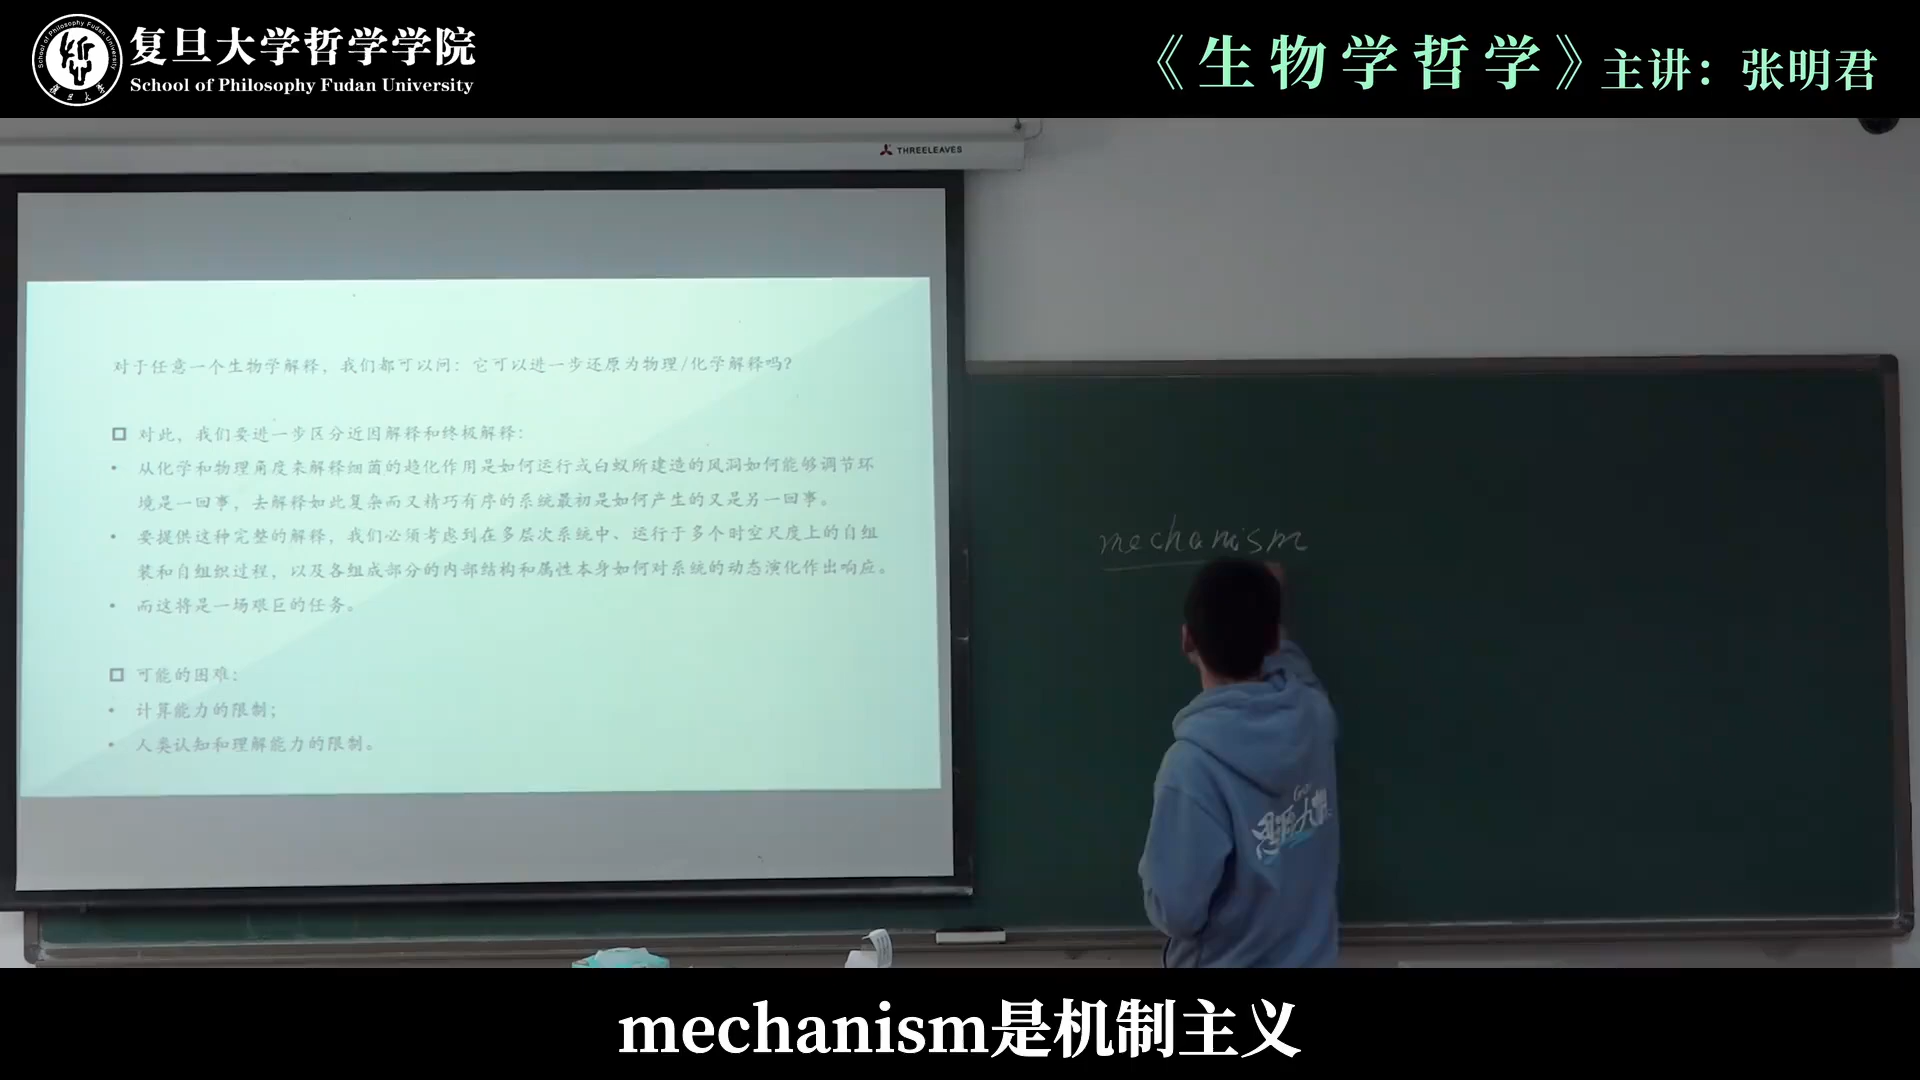 复旦大学哲学学院
School of Philosophy Fudan University
《生物学哲学》主讲：张明君
THREELEAVES
对于任意一个生物学解释，我们都可以问：它可以进一步还原为物理/化学解释吗？
对此，我们要进一步区分近因解释和终极解释：
• 从化学和物理角度来解释细菌的趋化作用是如何运行或白蚁所建造的风洞如何能够调节环
境是一回事，去解释如此复杂而又精巧有序的系统最初是如何产生的又是另一回事。
• 要提供这种完整的解释，我们必须考虑到在多层次系统中、运行于多个时空尺度上的自组
装和自组织过程，以及各组成部分的内部结构和属性本身如何对系统的动态演化作出响应。
• 而这将是一场艰巨的任务。
可能的困难：
• 计算能力的限制；
• 人类认知和理解能力的限制。
mechanism
mechanism是机制主义